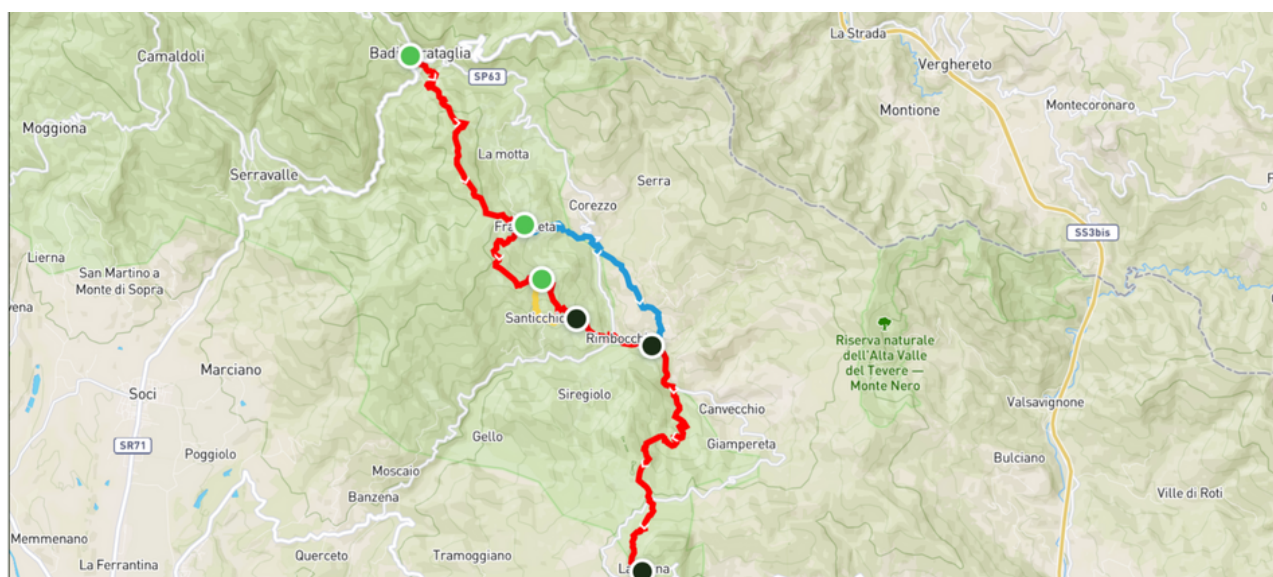 La Strada
Camaldoli
Verghereto
SP63
Montecoronaro
Montione
Moggiona
La motta
Serravalle
Serra
Corezzo
SS3bis
Lierna
San Martino a
Monte di Sopra
Santicchio
Rimbocchi
Riserva naturale
dell'Alta Valle
del Tevere —
Monte Nero
Marciano
Soci
Siregiolo
Canvecchio
Valsavignone
SR71
Gello
Giampereta
Poggiolo
Moscaio
Bulciano
Banzena
Ville di Roti
Memmenano
La Ferrantina
Querceto
Tramoggiano